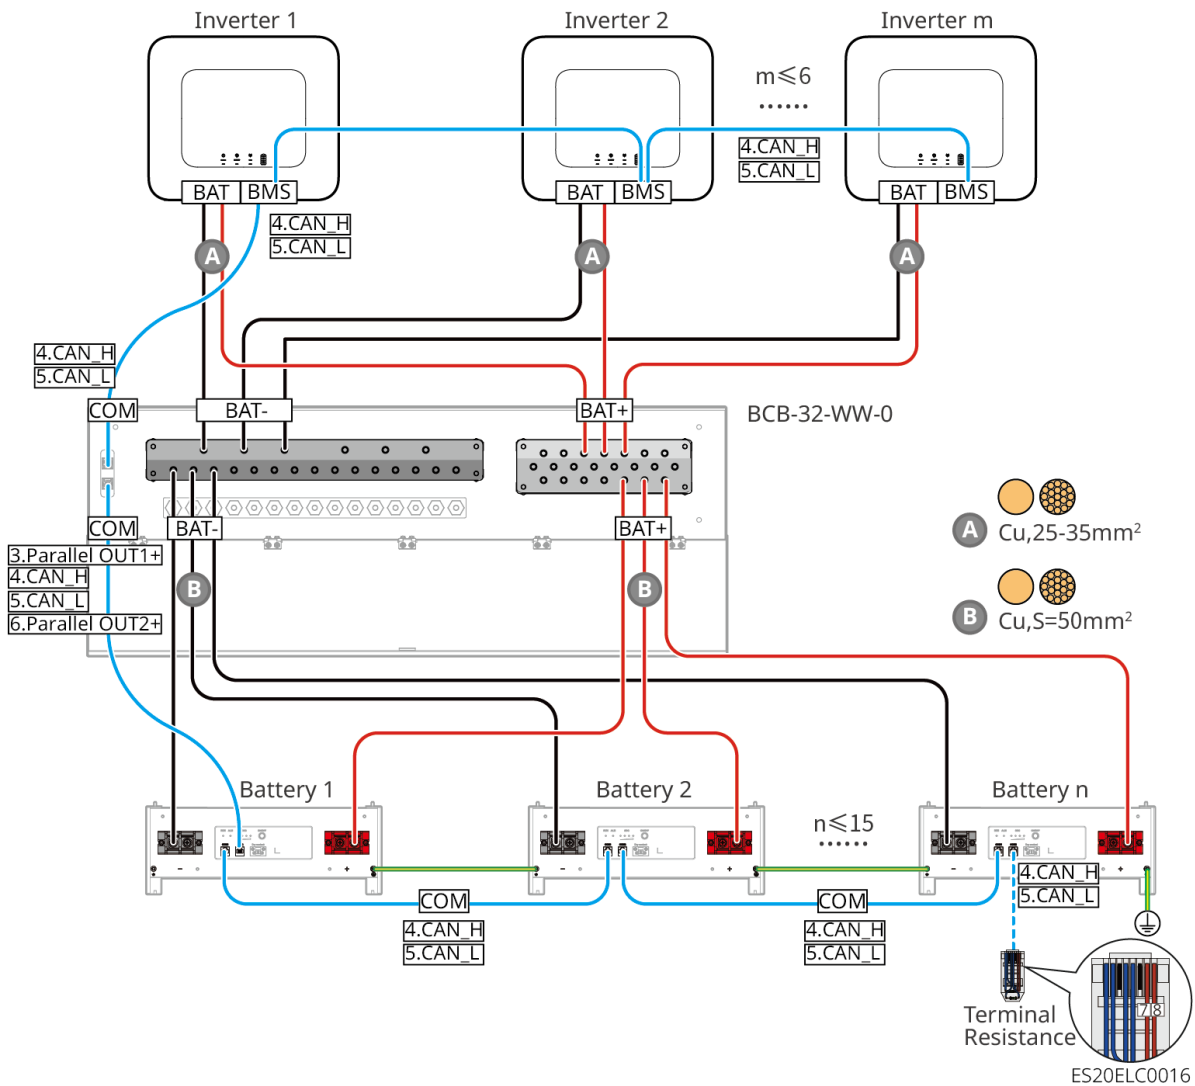 Inverter 1
Inverter 2
Inverter m
m≤6
......
4.CAN_H
5.CAN_L
BAT
BMS
BAT
BMS
BAT
BMS
4.CAN_H
5.CAN_L
A
A
A
4.CAN_H
5.CAN_L
COM
BAT-
BAT+
BCB-32-WW-0
COM
BAT-
BAT+
A
Cu,25-35mm²
3.Parallel OUT1+
4.CAN_H
5.CAN_L
6.Parallel OUT2+
B
B
B
Cu,S=50mm²
Battery 1
Battery 2
Battery n
n≤15
......
-
+
-
+
-
+
4.CAN_H
5.CAN_L
COM
4.CAN_H
5.CAN_L
COM
4.CAN_H
5.CAN_L
7 8
Terminal
Resistance
ES20ELC0016